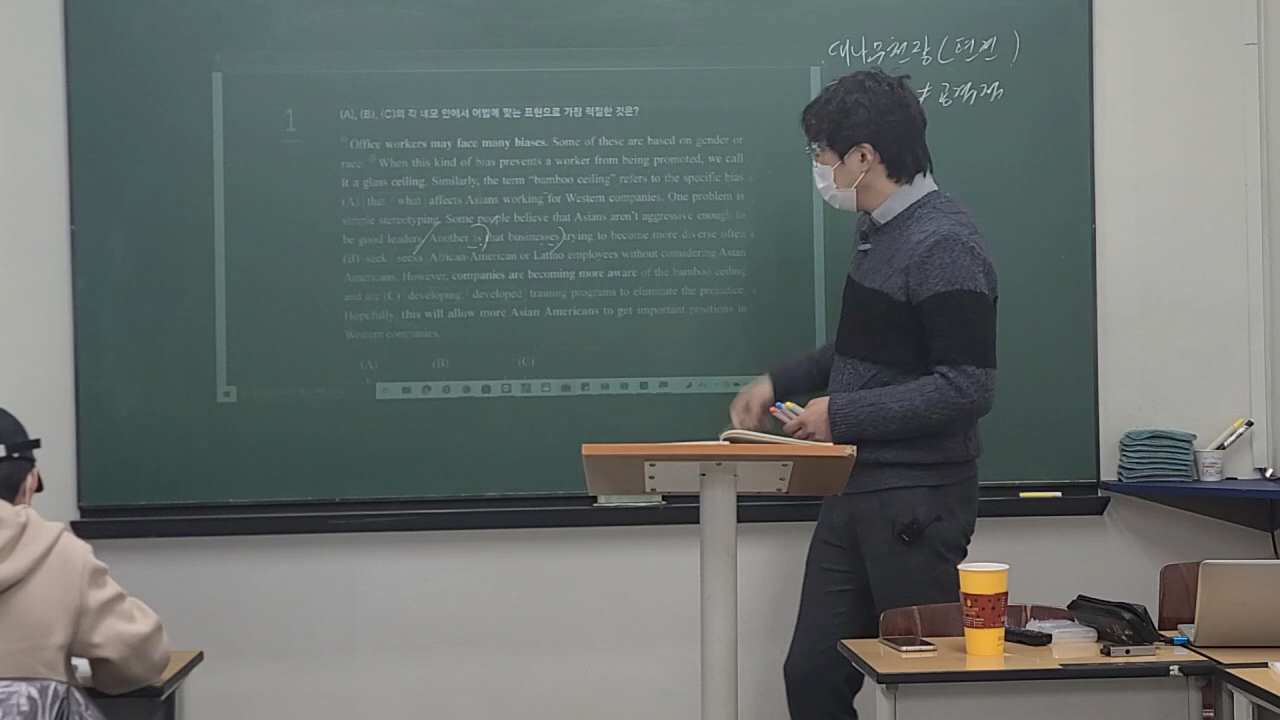 대나무천장(편견)
≠공격적
1
(A), (B), (C)의 각 네모 안에서 어법에 맞는 표현으로 가장 적절한 것은?
Office workers may face many biases. Some of these are based on gender or
race. When this kind of bias prevents a worker from being promoted, we call
it a glass ceiling. Similarly, the term “bamboo ceiling” refers to the specific bias
(A) that what affects Asians working for Western companies. One problem is
simple stereotyping. Some people believe that Asians aren't aggressive enough to
be good leaders. Another is that businesses trying to become more diverse often
(B) seek seeks African-American or Latino employees without considering Asian
Americans. However, companies are becoming more aware of the bamboo ceiling
and are (C) developing developed training programs to eliminate the prejudice.
Hopefully, this will allow more Asian Americans to get important positions in
Western companies.
(A) (B) (C)